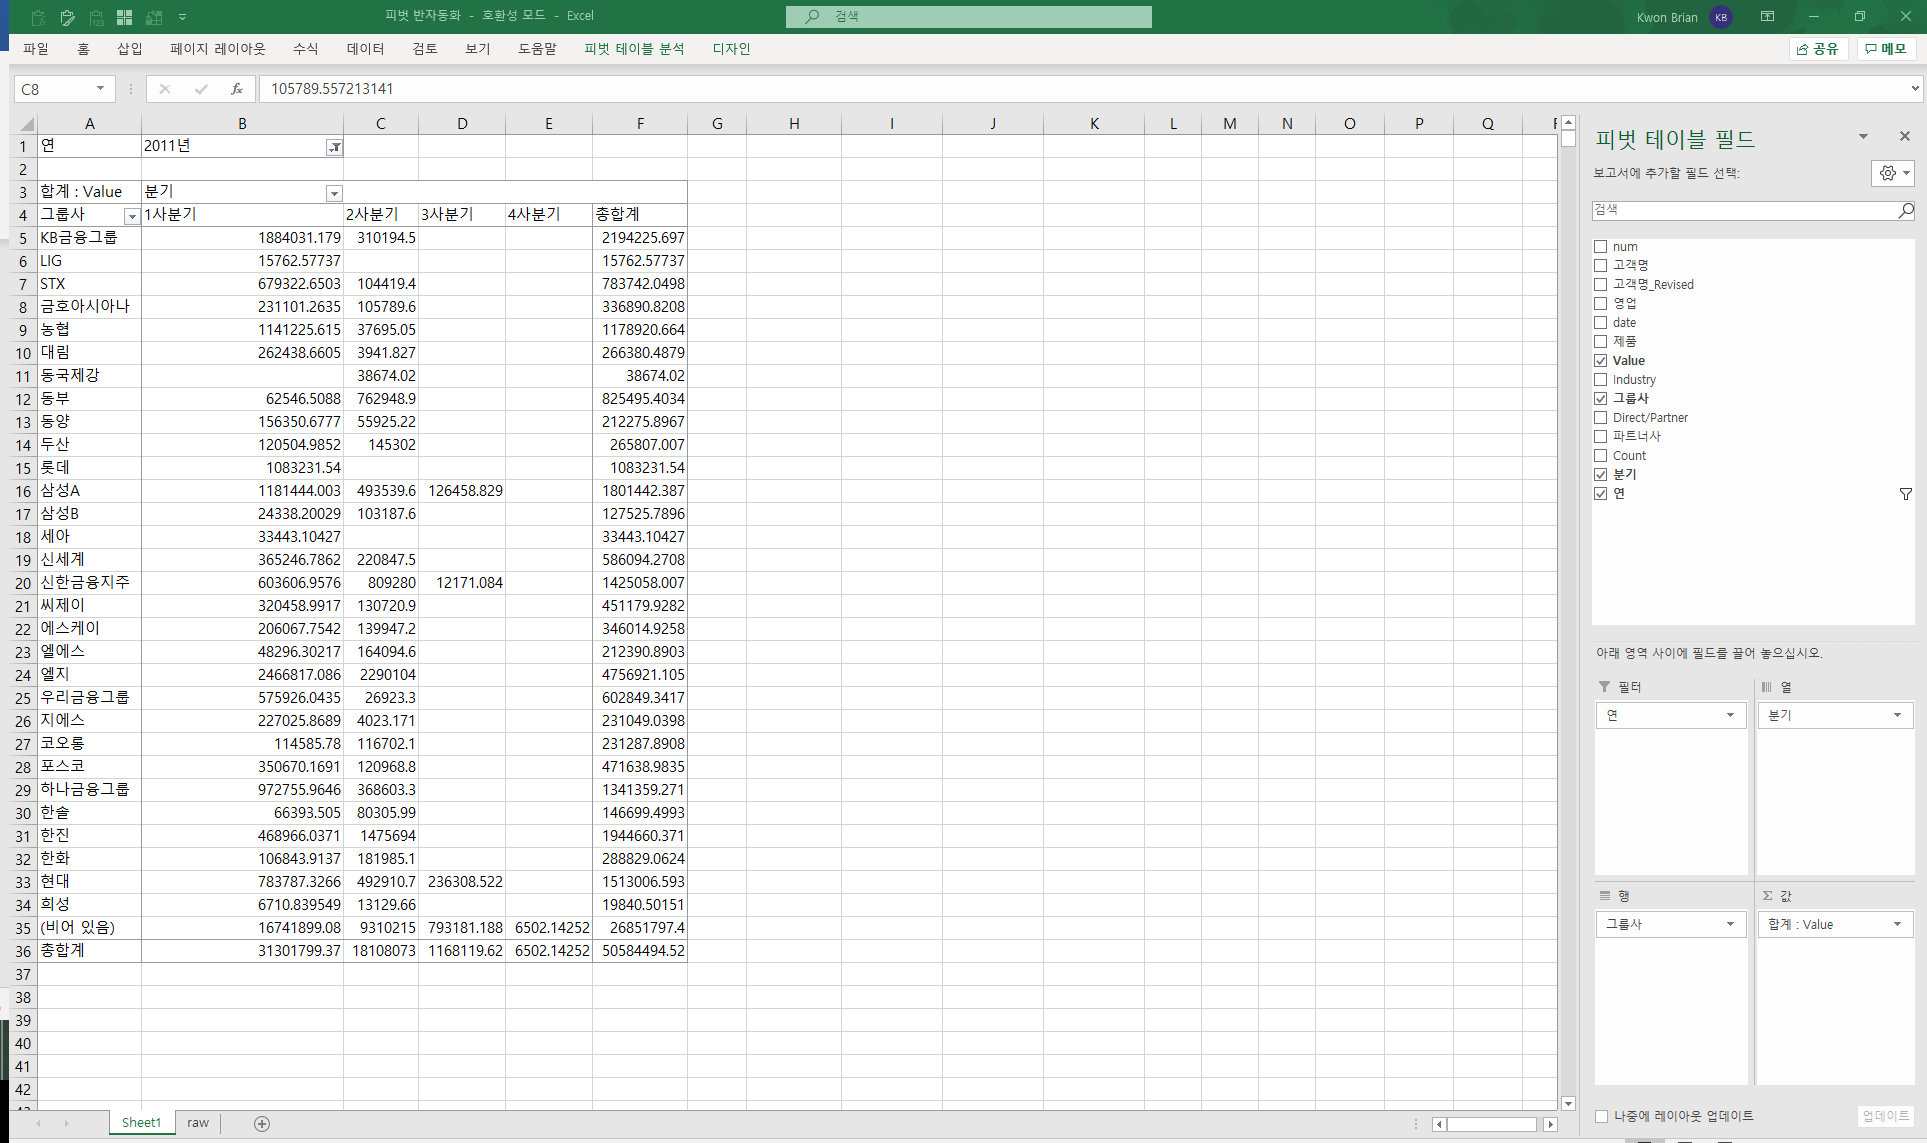 피벗 반자동화 - 호환성 모드 - Excel
검색
Kwon Brian KB
파일 홈 삽입 페이지 레이아웃 수식 데이터 검토 보기 도움말 피벗 테이블 분석 디자인 공유 메모
C8 fx 105789.557213141
A B C D E F G H I J K L M N O P Q
1 연 2011년
2
3 합계 : Value 분기
4 그룹사 1사분기 2사분기 3사분기 4사분기 총합계
5 KB금융그룹 1884031.179 310194.5 2194225.697
6 LIG 15762.57737 15762.57737
7 STX 679322.6503 104419.4 783742.0498
8 금호아시아나 231101.2635 105789.6 336890.8208
9 농협 1141225.615 37695.05 1178920.664
10 대림 262438.6605 3941.827 266380.4879
11 동국제강 38674.02 38674.02
12 동부 62546.5088 762948.9 825495.4034
13 동양 156350.6777 55925.22 212275.8967
14 두산 120504.9852 145302 265807.007
15 롯데 1083231.54 1083231.54
16 삼성A 1181444.003 493539.6 126458.829 1801442.387
17 삼성B 24338.20029 103187.6 127525.7896
18 세아 33443.10427 33443.10427
19 신세계 365246.7862 220847.5 586094.2708
20 신한금융지주 603606.9576 809280 12171.084 1425058.007
21 씨제이 320458.9917 130720.9 451179.9282
22 에스케이 206067.7542 139947.2 346014.9258
23 엘에스 48296.30217 164094.6 212390.8903
24 엘지 2466817.086 2290104 4756921.105
25 우리금융그룹 575926.0435 26923.3 602849.3417
26 지에스 227025.8689 4023.171 231049.0398
27 코오롱 114585.78 116702.1 231287.8908
28 포스코 350670.1691 120968.8 471638.9835
29 하나금융그룹 972755.9646 368603.3 1341359.271
30 한솔 66393.505 80305.99 146699.4993
31 한진 468966.0371 1475694 1944660.371
32 한화 106843.9137 181985.1 288829.0624
33 현대 783787.3266 492910.7 236308.522 1513006.593
34 희성 6710.839549 13129.66 19840.50151
35 (비어 있음) 16741899.08 9310215 793181.188 6502.14252 26851797.4
36 총합계 31301799.37 18108073 1168119.62 6502.14252 50584494.52
37
38
39
40
41
42
Sheet1 raw
피벗 테이블 필드
보고서에 추가할 필드 선택:
검색
num
고객명
고객명_Revised
영업
date
제품
Value
Industry
그룹사
Direct/Partner
파트너사
Count
분기
연
아래 영역 사이에 필드를 끌어 놓으십시오.
필터 열
연 분기
행 Σ 값
그룹사 합계 : Value
나중에 레이아웃 업데이트 업데이트